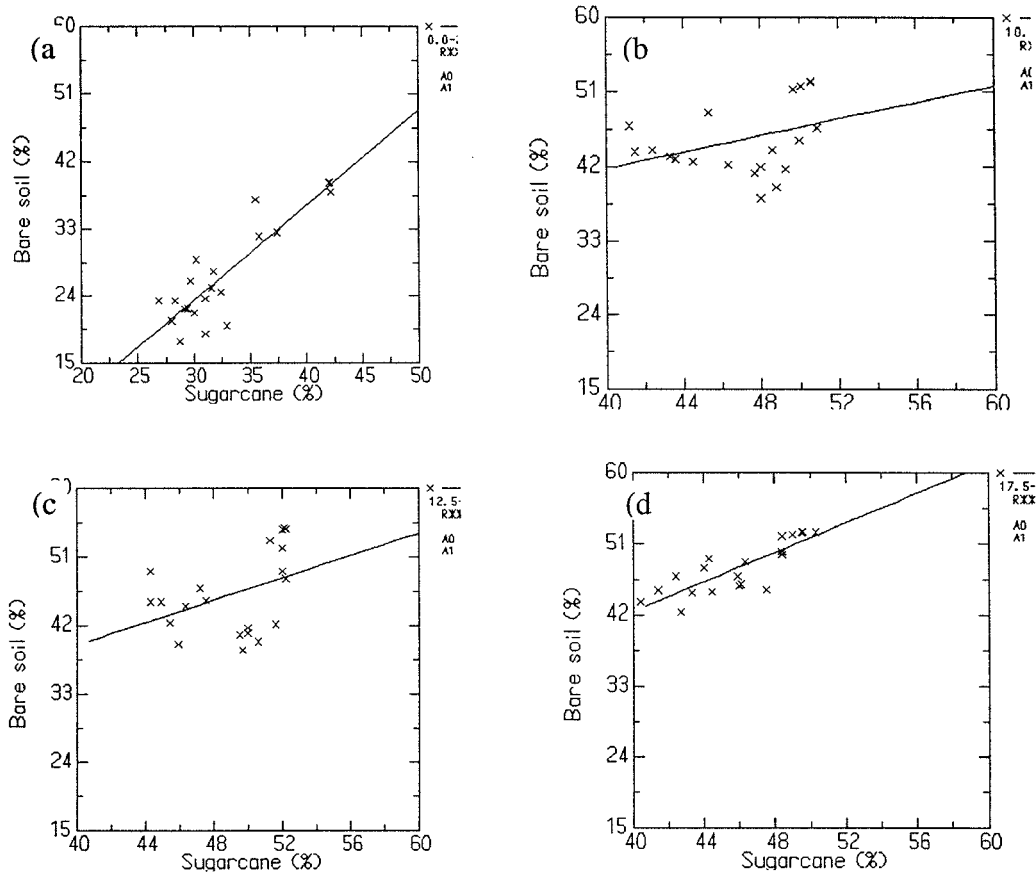 (a
60
51
42
33
24
15
Bare soil (%)
20 25 30 35 40 45 50
Sugarcane (%)
0.0-
R**
A0
A1
(b)
60
51
42
33
24
15
Bare soil (%)
40 44 48 52 56 60
10.
A1
(c
51
42
33
24
15
Bare soil (%)
40 44 48 52 56 60
Sugarcane (%)
12.5-
R**
A0
A1
(d
60
51
42
33
24
15
Bare soil (%)
40 44 48 52 56 60
Sugarcane (%)
17.5-
R**
A0
A1